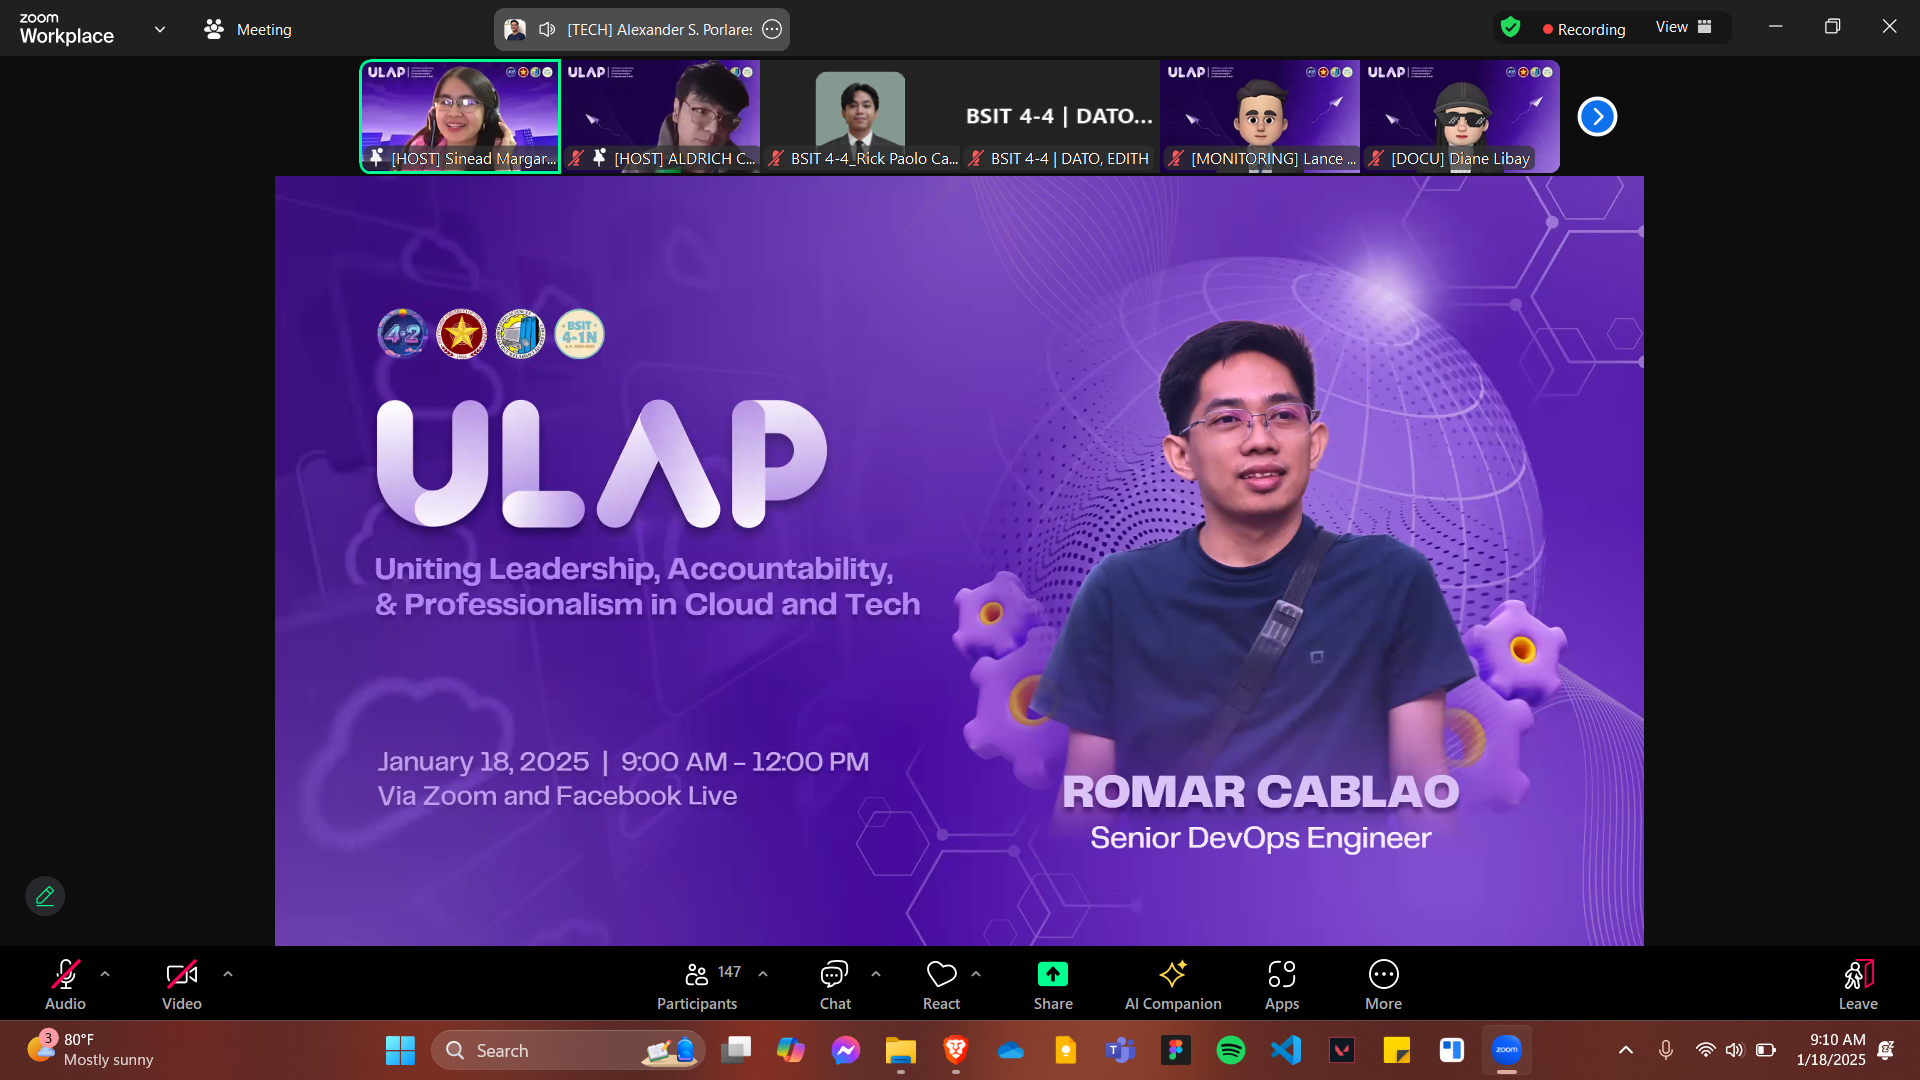 zoom
Workplace
Meeting
[TECH] Alexander S. Porlares
Recording
View
ULAP
[HOST] Sinead Margar...
ULAP
[HOST] ALDRICH C...
BSIT 4-4_Rick Paolo Ca...
BSIT 4-4 | DATO...
BSIT 4-4 | DATO, EDITH
ULAP
[MONITORING] Lance ...
ULAP
[DOCU] Diane Libay
4-2
BSIT
4-1N
ULAP
Uniting Leadership, Accountability,
& Professionalism in Cloud and Tech
January 18, 2025 | 9:00 AM - 12:00 PM
Via Zoom and Facebook Live
ROMAR CABLAO
Senior DevOps Engineer
Audio
Video
147
Participants
Chat
React
Share
AI Companion
Apps
More
Leave
3
80°F
Mostly sunny
Search
zoom
9:10 AM
1/18/2025